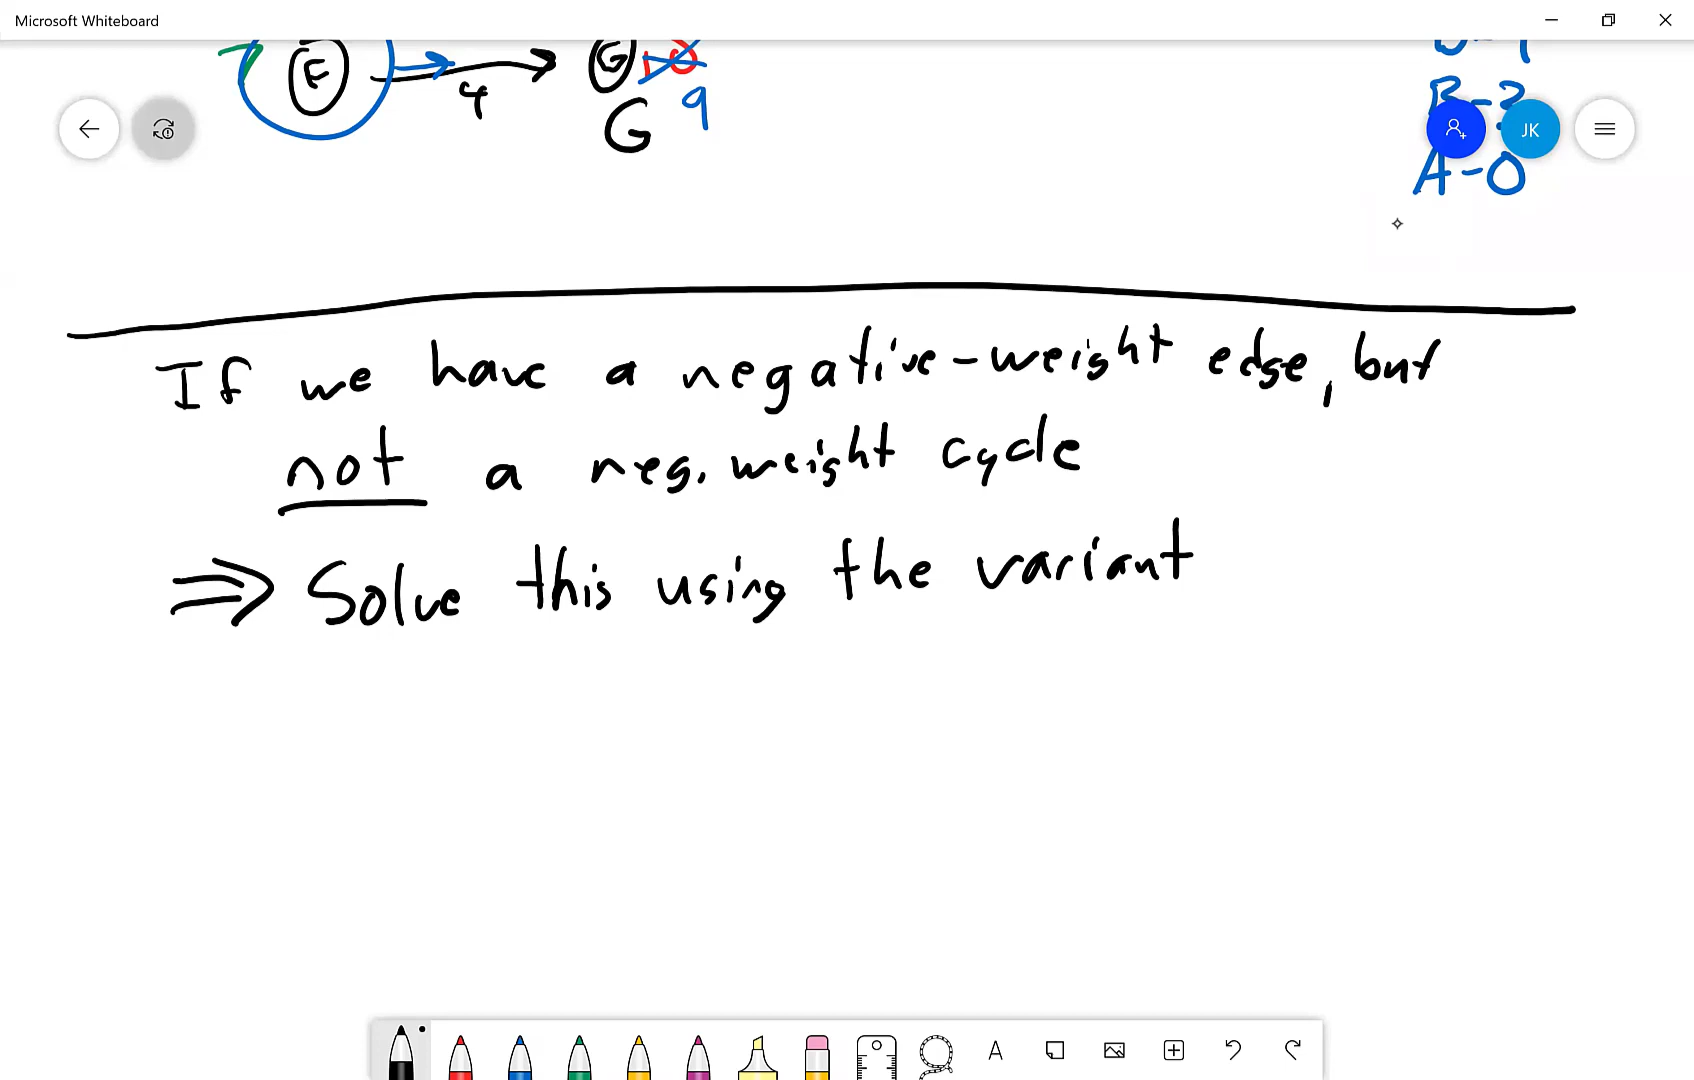 Microsoft Whiteboard
F
4
G
G
9
B-3
JK
A-0
If we have a negative-weight edge, but
not a neg. weight cycle
⇒ Solve this using the variant
A